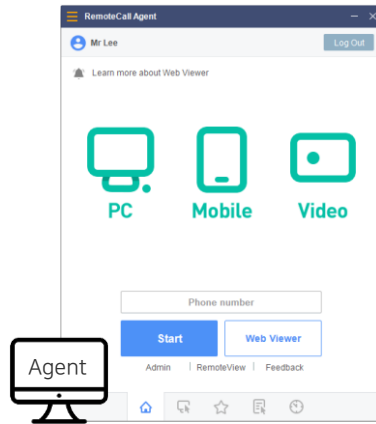 RemoteCall Agent
Mr Lee
Log Out
Learn more about Web Viewer
PC Mobile Video
Phone number
Start Web Viewer
Admin | RemoteView | Feedback
Agent